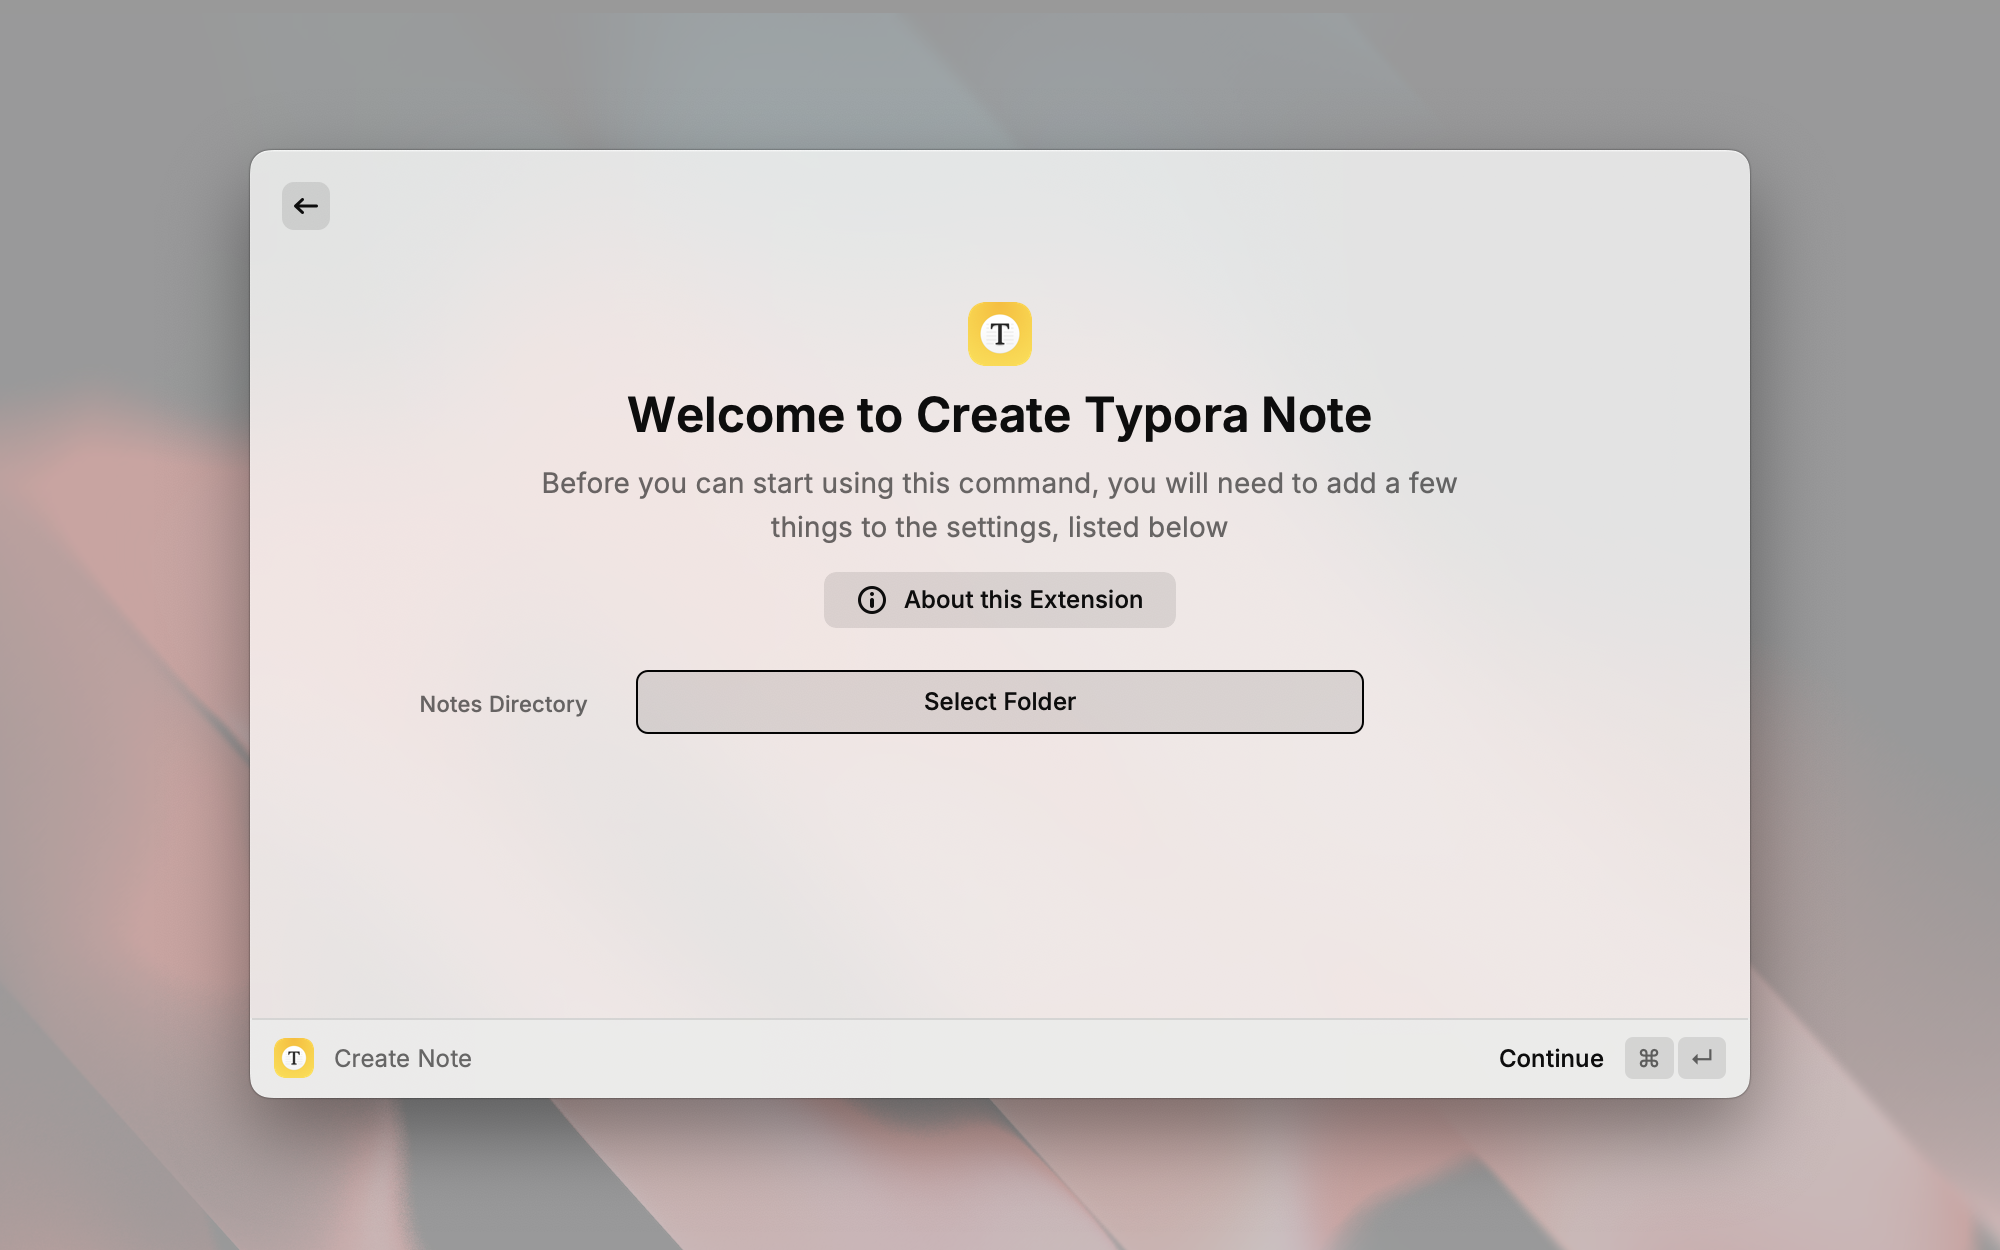 T
Welcome to Create Typora Note
Before you can start using this command, you will need to add a few
things to the settings, listed below
About this Extension
Notes Directory
Select Folder
T
Create Note
Continue ⌘ ↵